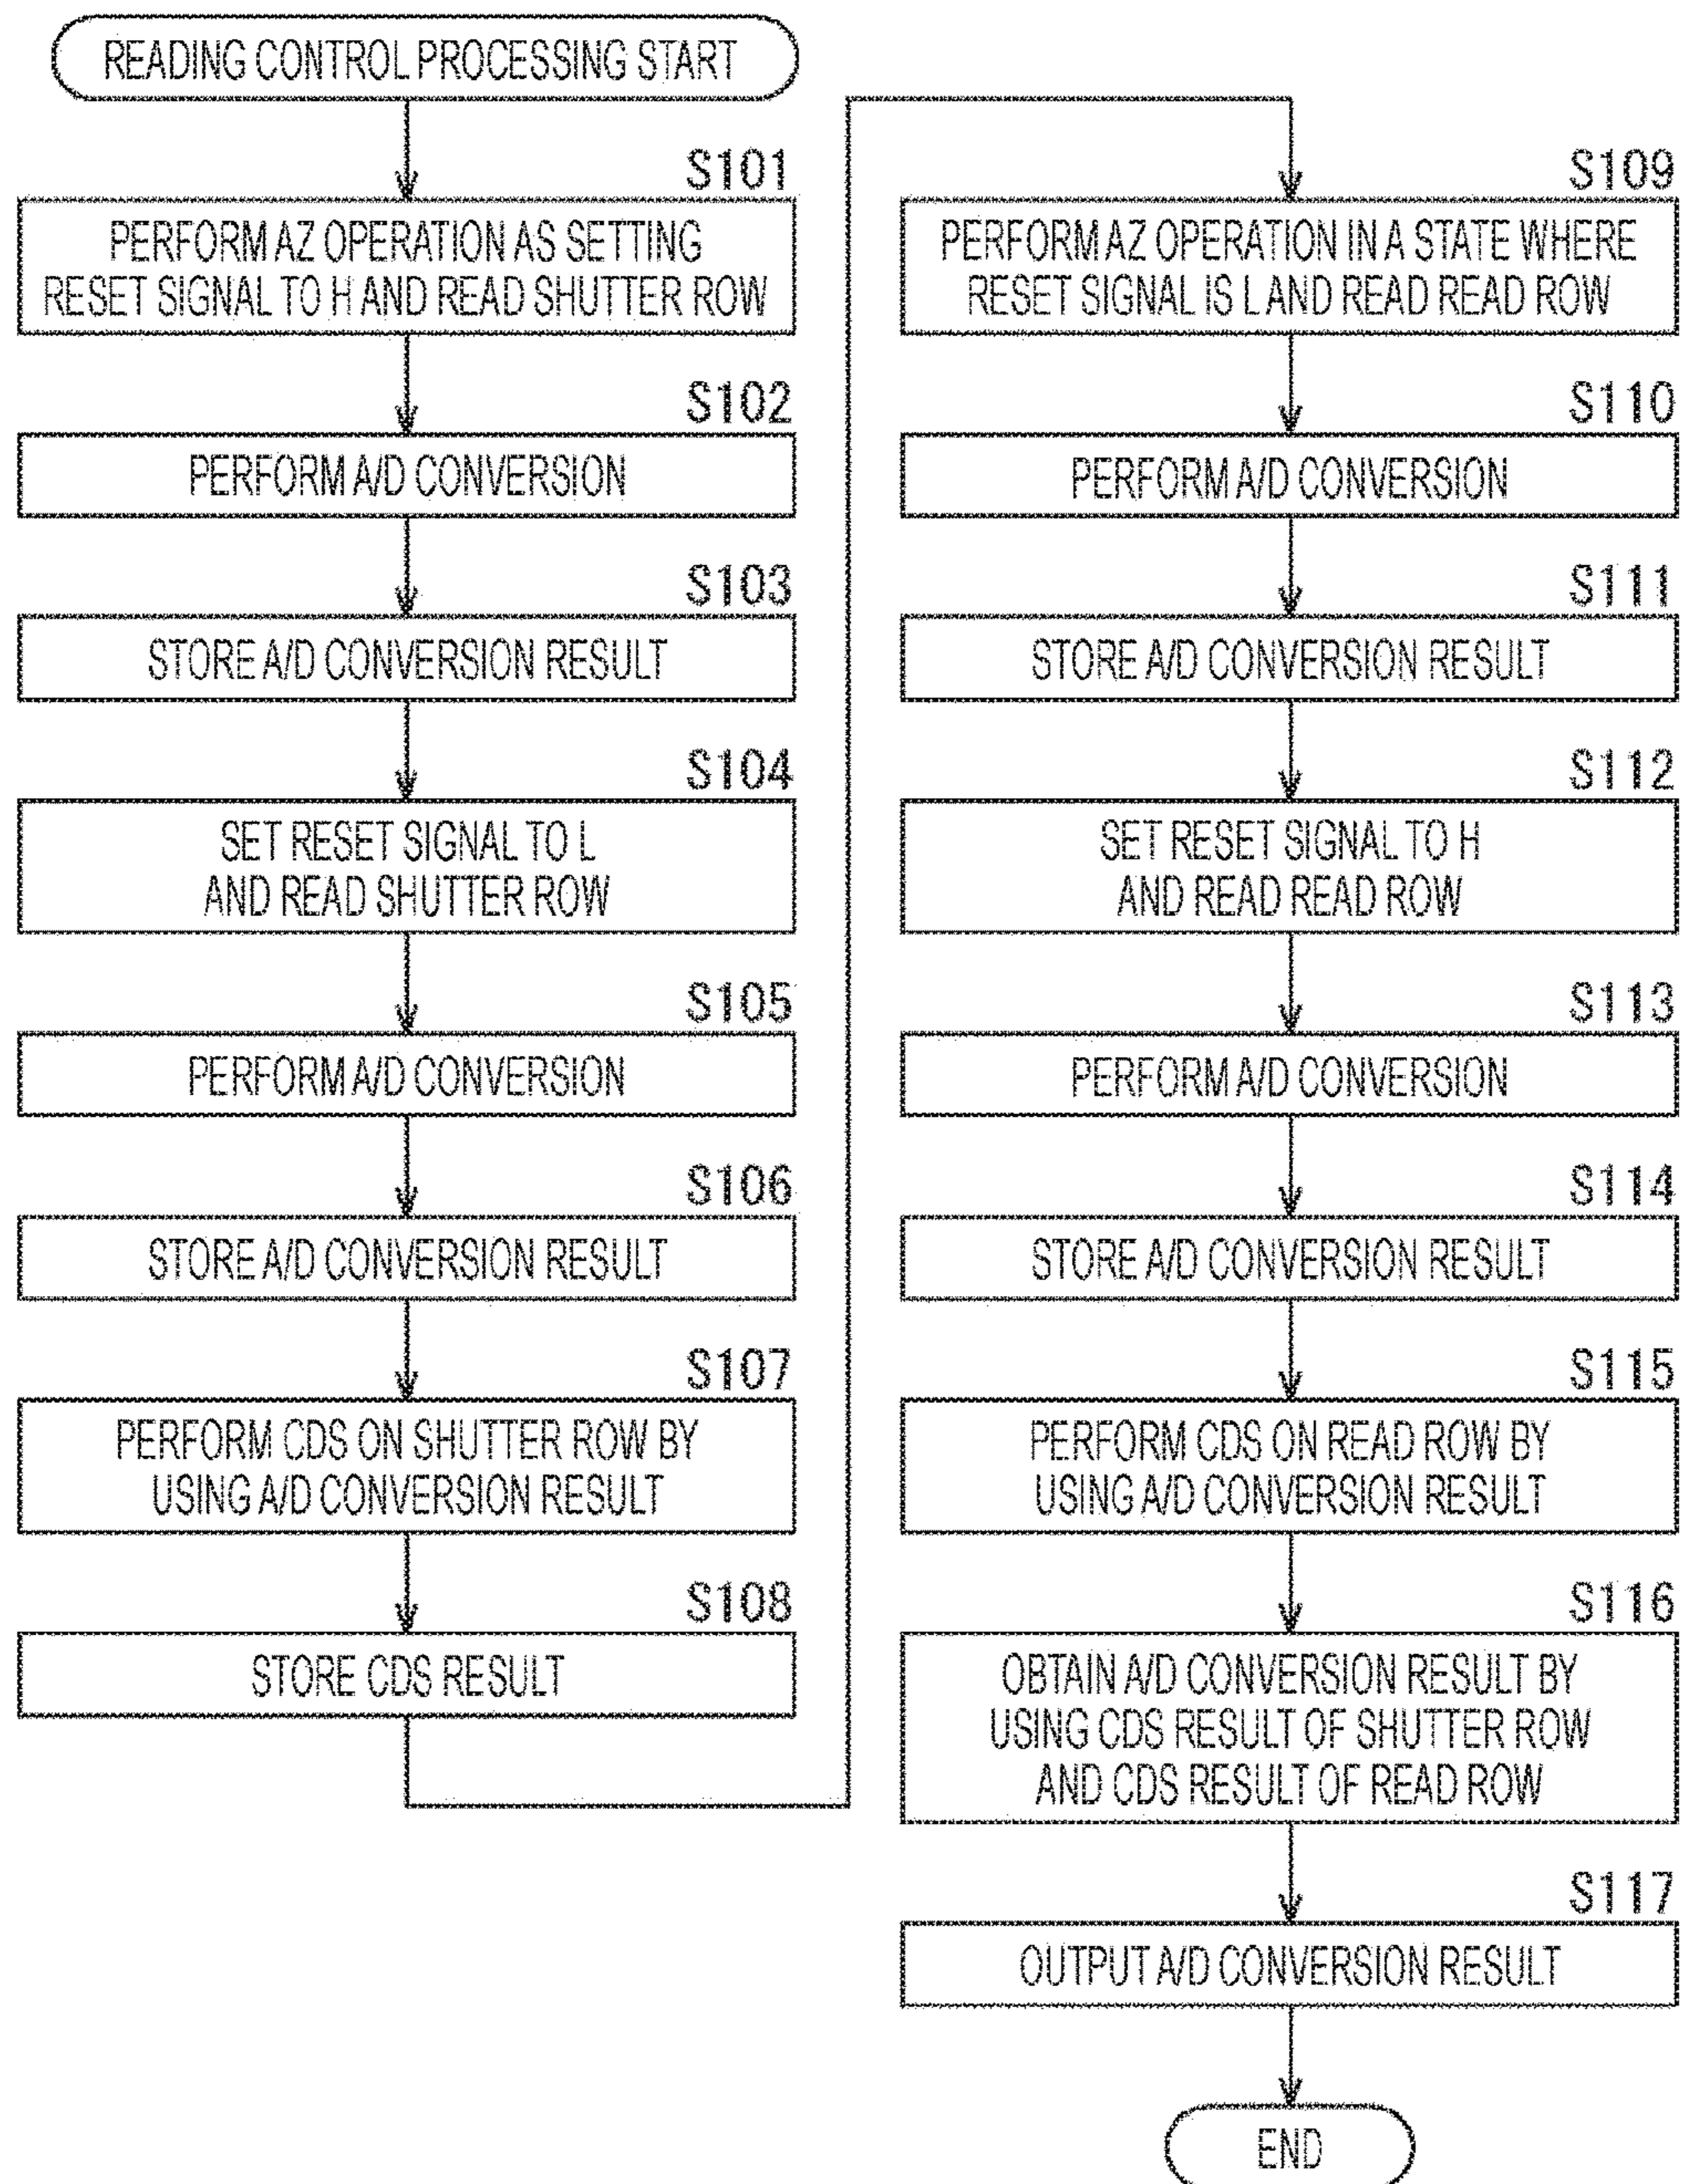 READING CONTROL PROCESSING START
S101
PERFORM AZ OPERATION AS SETTING
RESET SIGNAL TO H AND READ SHUTTER ROW
S102
PERFORM A/D CONVERSION
S103
STORE A/D CONVERSION RESULT
S104
SET RESET SIGNAL TO L
AND READ SHUTTER ROW
S105
PERFORM A/D CONVERSION
S106
STORE A/D CONVERSION RESULT
S107
PERFORM CDS ON SHUTTER ROW BY
USING A/D CONVERSION RESULT
S108
STORE CDS RESULT
S109
PERFORM AZ OPERATION IN A STATE WHERE
RESET SIGNAL IS L AND READ READ ROW
S110
PERFORM A/D CONVERSION
S111
STORE A/D CONVERSION RESULT
S112
SET RESET SIGNAL TO H
AND READ READ ROW
S113
PERFORM A/D CONVERSION
S114
STORE A/D CONVERSION RESULT
S115
PERFORM CDS ON READ ROW BY
USING A/D CONVERSION RESULT
S116
OBTAIN A/D CONVERSION RESULT BY
USING CDS RESULT OF SHUTTER ROW
AND CDS RESULT OF READ ROW
S117
OUTPUT A/D CONVERSION RESULT
END